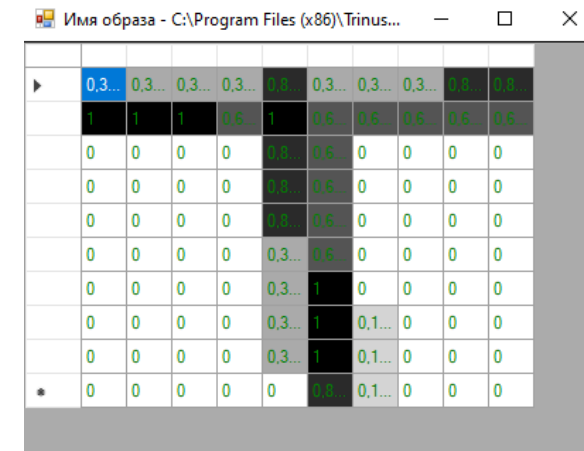 Имя образа - C:\Program Files (x86)\Trinus...
0,3... 0,3... 0,3... 0,3... 0,8... 0,3... 0,3... 0,3... 0,8... 0,8...
1 1 1 0,6... 1 0,6... 0,6... 0,6... 0,6... 0,6...
0 0 0 0 0,8... 0,6... 0 0 0 0
0 0 0 0 0,8... 0,6... 0 0 0 0
0 0 0 0 0,8... 0,6... 0 0 0 0
0 0 0 0 0,3... 0,6... 0 0 0 0
0 0 0 0 0,3... 1 0 0 0 0
0 0 0 0 0,3... 1 0,1... 0 0 0
0 0 0 0 0,3... 1 0,1... 0 0 0
0 0 0 0 0 0,8... 0,1... 0 0 0